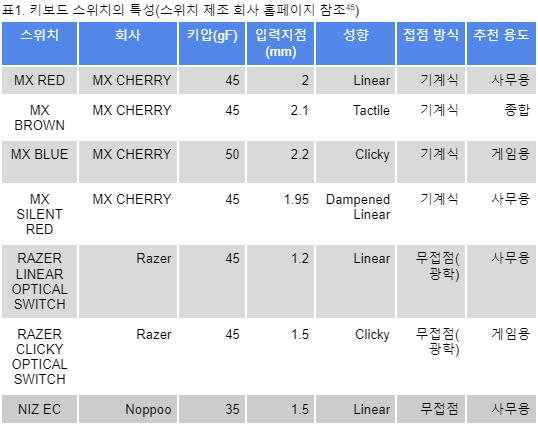 표1. 키보드 스위치의 특성(스위치 제조 회사 홈페이지 참조45)
스위치 회사 키압(gF) 입력지점(mm) 성향 접점 방식 추천 용도
MX RED MX CHERRY 45 2 Linear 기계식 사무용
MX BROWN MX CHERRY 45 2.1 Tactile 기계식 종합
MX BLUE MX CHERRY 50 2.2 Clicky 기계식 게임용
MX SILENT RED MX CHERRY 45 1.95 Dampened Linear 기계식 사무용
RAZER LINEAR OPTICAL SWITCH Razer 45 1.2 Linear 무접점(광학) 사무용
RAZER CLICKY OPTICAL SWITCH Razer 45 1.5 Clicky 무접점(광학) 게임용
NIZ EC Noppoo 35 1.5 Linear 무접점 사무용